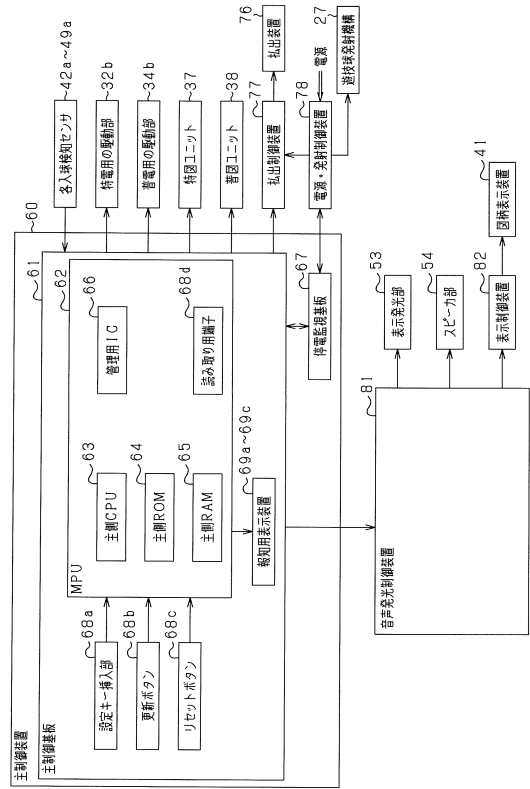 主制御装置
60
主制御基板
61
MPU
62
主側CPU
63
主側ROM
64
主側RAM
65
管理用IC
66
読み取り用端子
68d
設定キー挿入部
68a
更新ボタン
68b
リセットボタン
68c
報知用表示装置
69a~69c
停電監視基板
67
各入球検知センサ
42a~49a
特電用の駆動部
32b
普電用の駆動部
34b
特図ユニット
37
普図ユニット
38
払出制御装置
77
払出装置
76
電源・発射制御装置
78
電源
遊技球発射機構
27
音声発光制御装置
81
表示発光部
53
スピーカ部
54
表示制御装置
82
図柄表示装置
41